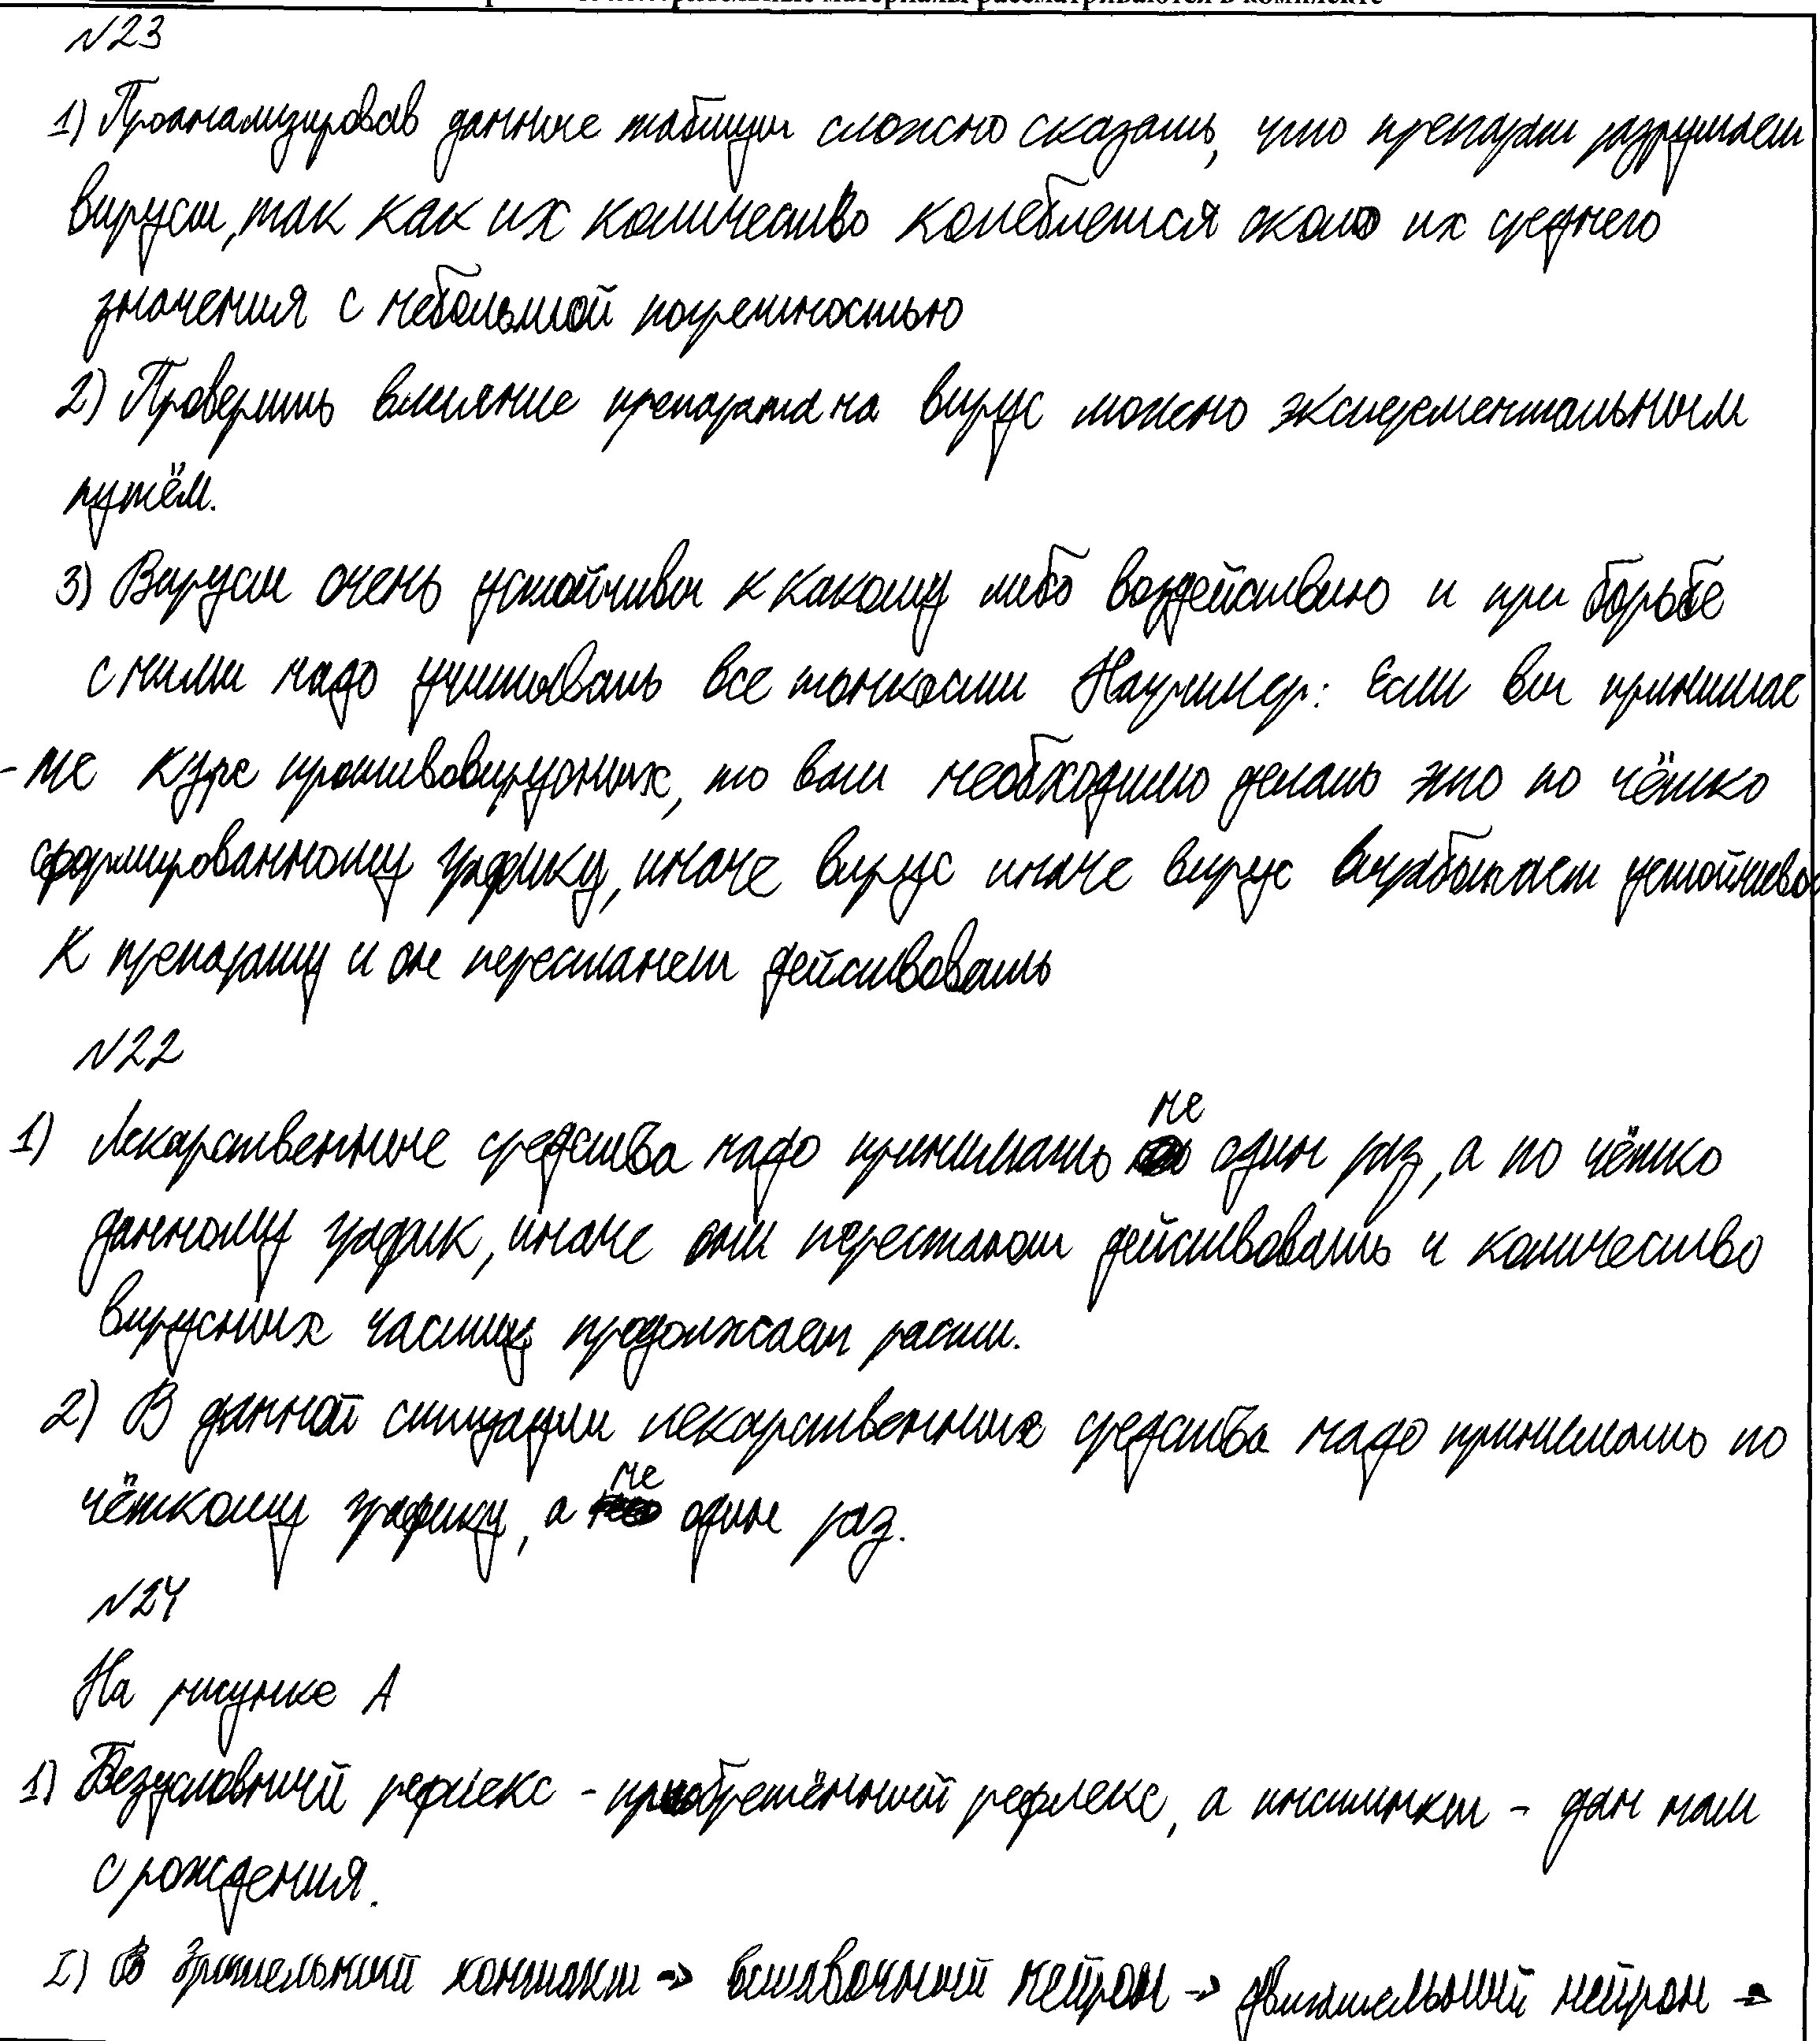 №23
1) Проанализировав данные таблицы сложно сказать, что препарат разрушает
вирусы, так как их количество колеблется около их среднего
значения с небольшой погрешностью
2) Проверить влияние препарата на вирус можно эксперементальным
путём.
3) Вирусы очень устойчивы к какому либо воздействию и при борьбе
с ними надо учитывать все тонкости Например: Если вы принимае
-те курс противовирусных, то вам необходимо делать это по чётко
сформированному графику, иначе вирус иначе вирус вырабытает устойчивос
к препарату и он перестанет действовать
№22
1) Лекарственные средства надо принимать не один раз, а по чётко
данному график, иначе они перестают действовать и количество
вирусных частиц продолжает расти.
2) В данной ситуации лекарственных средства надо принимать по
чёткому графику, а не один раз.
№24
На рисунке А
1) Безусловный рефлекс - приобретённый рефлекс, а инстинкт - дан нам
с рождения.
2) Зрительный контакт → вставочный нейрон → двигательный нейрон →